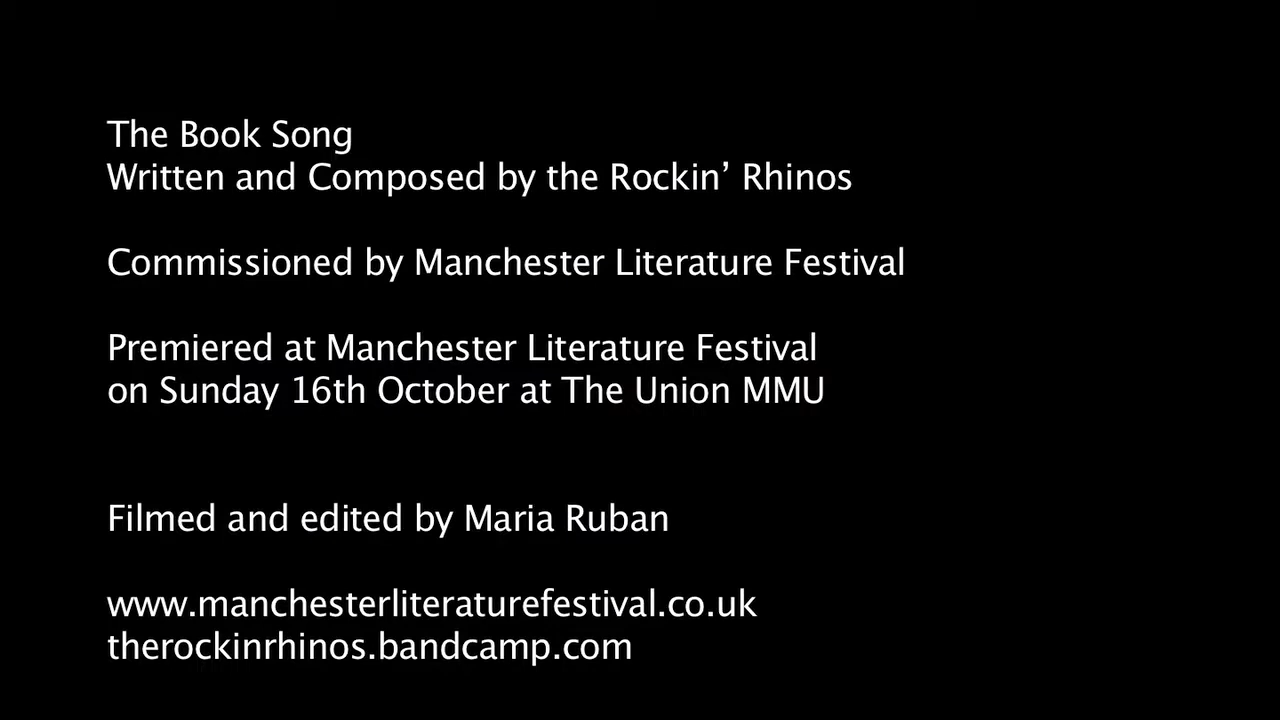 The Book Song
Written and Composed by the Rockin’ Rhinos
Commissioned by Manchester Literature Festival
Premiered at Manchester Literature Festival
on Sunday 16th October at The Union MMU
Filmed and edited by Maria Ruban
www.manchesterliteraturefestival.co.uk
therockinrhinos.bandcamp.com